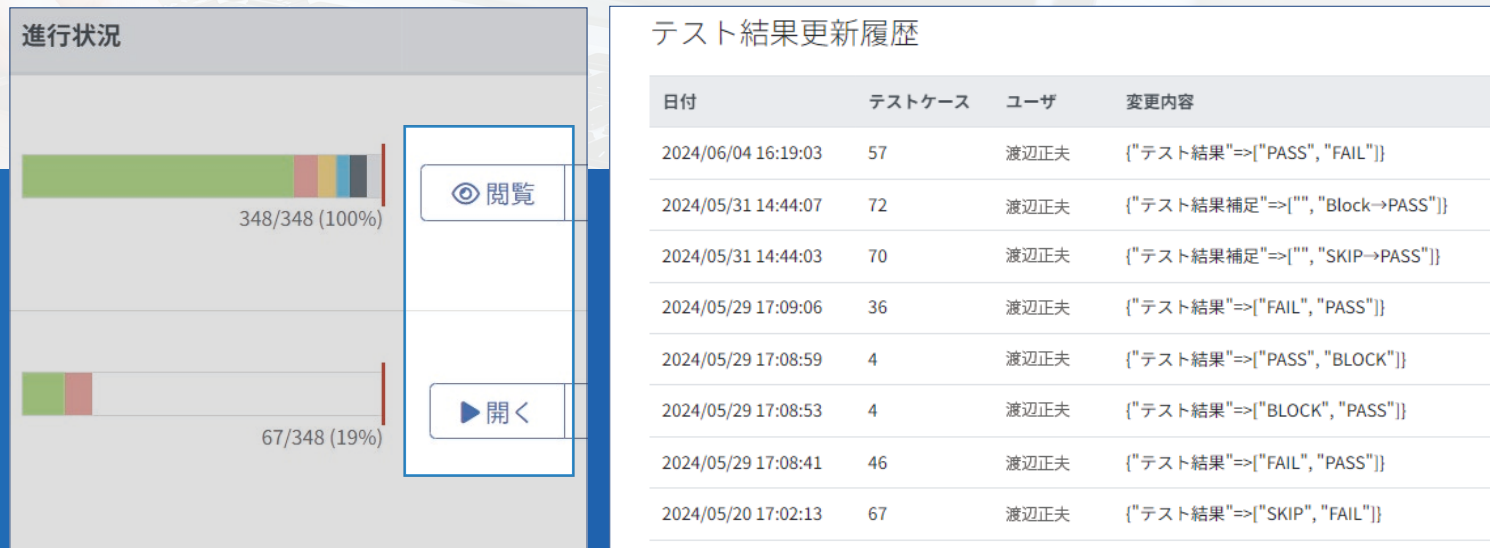 進行状況
閲覧
348/348 (100%)
開く
67/348 (19%)
テスト結果更新履歴
日付 テストケース ユーザ 変更内容
2024/06/04 16:19:03 57 渡辺正夫 {"テスト結果"=>["PASS", "FAIL"]}
2024/05/31 14:44:07 72 渡辺正夫 {"テスト結果補足"=>["", "Block→PASS"]}
2024/05/31 14:44:03 70 渡辺正夫 {"テスト結果補足"=>["", "SKIP→PASS"]}
2024/05/29 17:09:06 36 渡辺正夫 {"テスト結果"=>["FAIL", "PASS"]}
2024/05/29 17:08:59 4 渡辺正夫 {"テスト結果"=>["PASS", "BLOCK"]}
2024/05/29 17:08:53 4 渡辺正夫 {"テスト結果"=>["BLOCK", "PASS"]}
2024/05/29 17:08:41 46 渡辺正夫 {"テスト結果"=>["FAIL", "PASS"]}
2024/05/20 17:02:13 67 渡辺正夫 {"テスト結果"=>["SKIP", "FAIL"]}